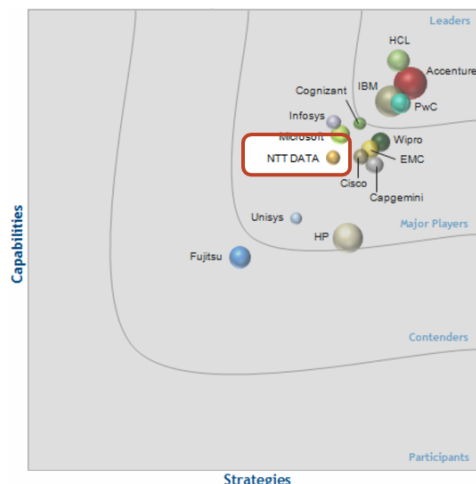 Leaders
HCL
Accenture
IBM
PwC
Cognizant
Infosys
Microsoft
Wipro
NTT DATA
EMC
Cisco
Capgemini
Unisys
Major Players
HP
Fujitsu
Capabilities
Contenders
Participants
Strategies